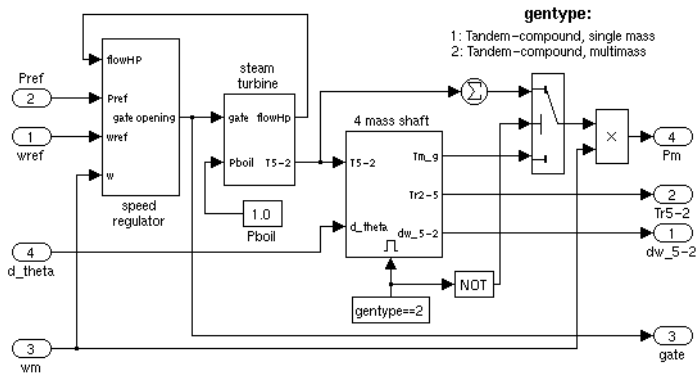 gentype:
1: Tandem-compound, single mass
2: Tandem-compound, multimass
flowHP
Pref
2
Pref
gate opening
1
wref
wref
w
speed
regulator
steam
turbine
gate
flowHp
Pboil
T5-2
1.0
Pboil
4 mass shaft
T5-2
Tm_g
Tr2-5
d_theta
dw_5-2
Σ
×
4
Pm
2
Tr5-2
1
dw_5-2
4
d_theta
NOT
gentype==2
3
gate
3
wm